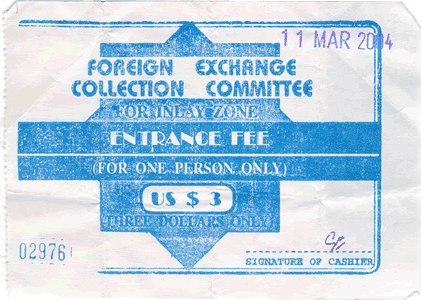 11 MAR 2004
FOREIGN EXCHANGE
COLLECTION COMMITTEE
FOR INLAY ZONE
ENTRANCE FEE
(FOR ONE PERSON ONLY)
US $ 3
(THREE DOLLARS ONLY)
02976
SIGNATURE OF CASHIER